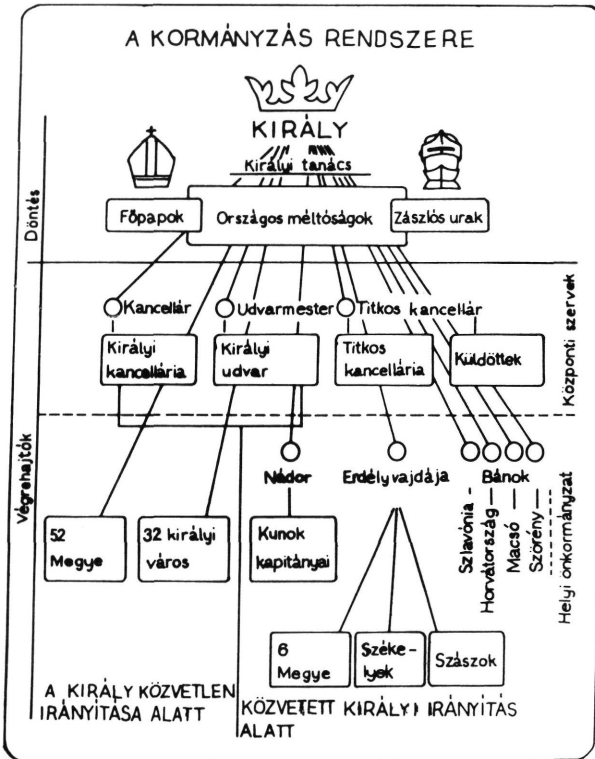 A KORMÁNYZÁS RENDSZERE
KIRÁLY
Királyi tanács
Főpapok
Országos méltóságok
Zászlós urak
Döntés
Kancellár
Udvarmester
Titkos kancellár
Királyi
kancellária
Királyi
udvar
Titkos
kancellária
Küldöttek
Központi szervek
Végrehajtók
Nádor
Erdély vajdája
Bánok
Szlavónia
Horvátország
Macsó
Szörény
Helyi önkormányzat
52
Megye
32 királyi
város
Kunok
kapitányai
6
Megye
Széke-
lyek
Szászok
A KIRÁLY KÖZVETLEN
IRÁNYÍTÁSA ALATT
KÖZVETETT KIRÁLYI IRÁNYÍTÁS
ALATT